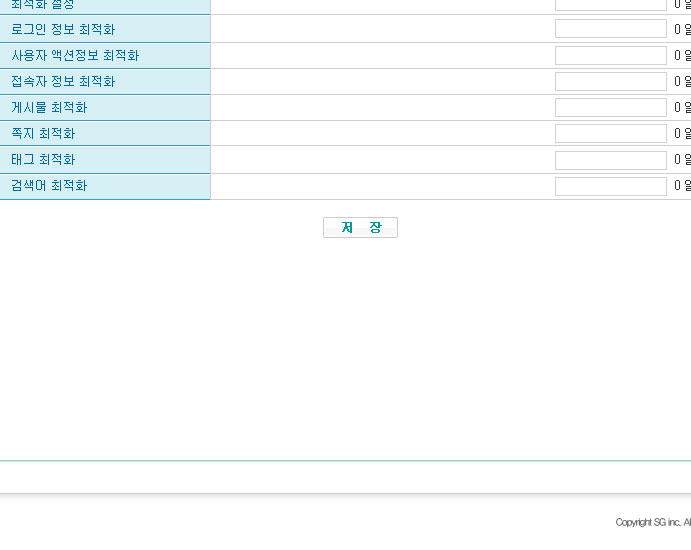 최적화 설정 0 일
로그인 정보 최적화 0 일
사용자 액션정보 최적화 0 일
접속자 정보 최적화 0 일
게시물 최적화 0 일
쪽지 최적화 0 일
태그 최적화 0 일
검색어 최적화 0 일
저 장
Copyright SG inc. Al